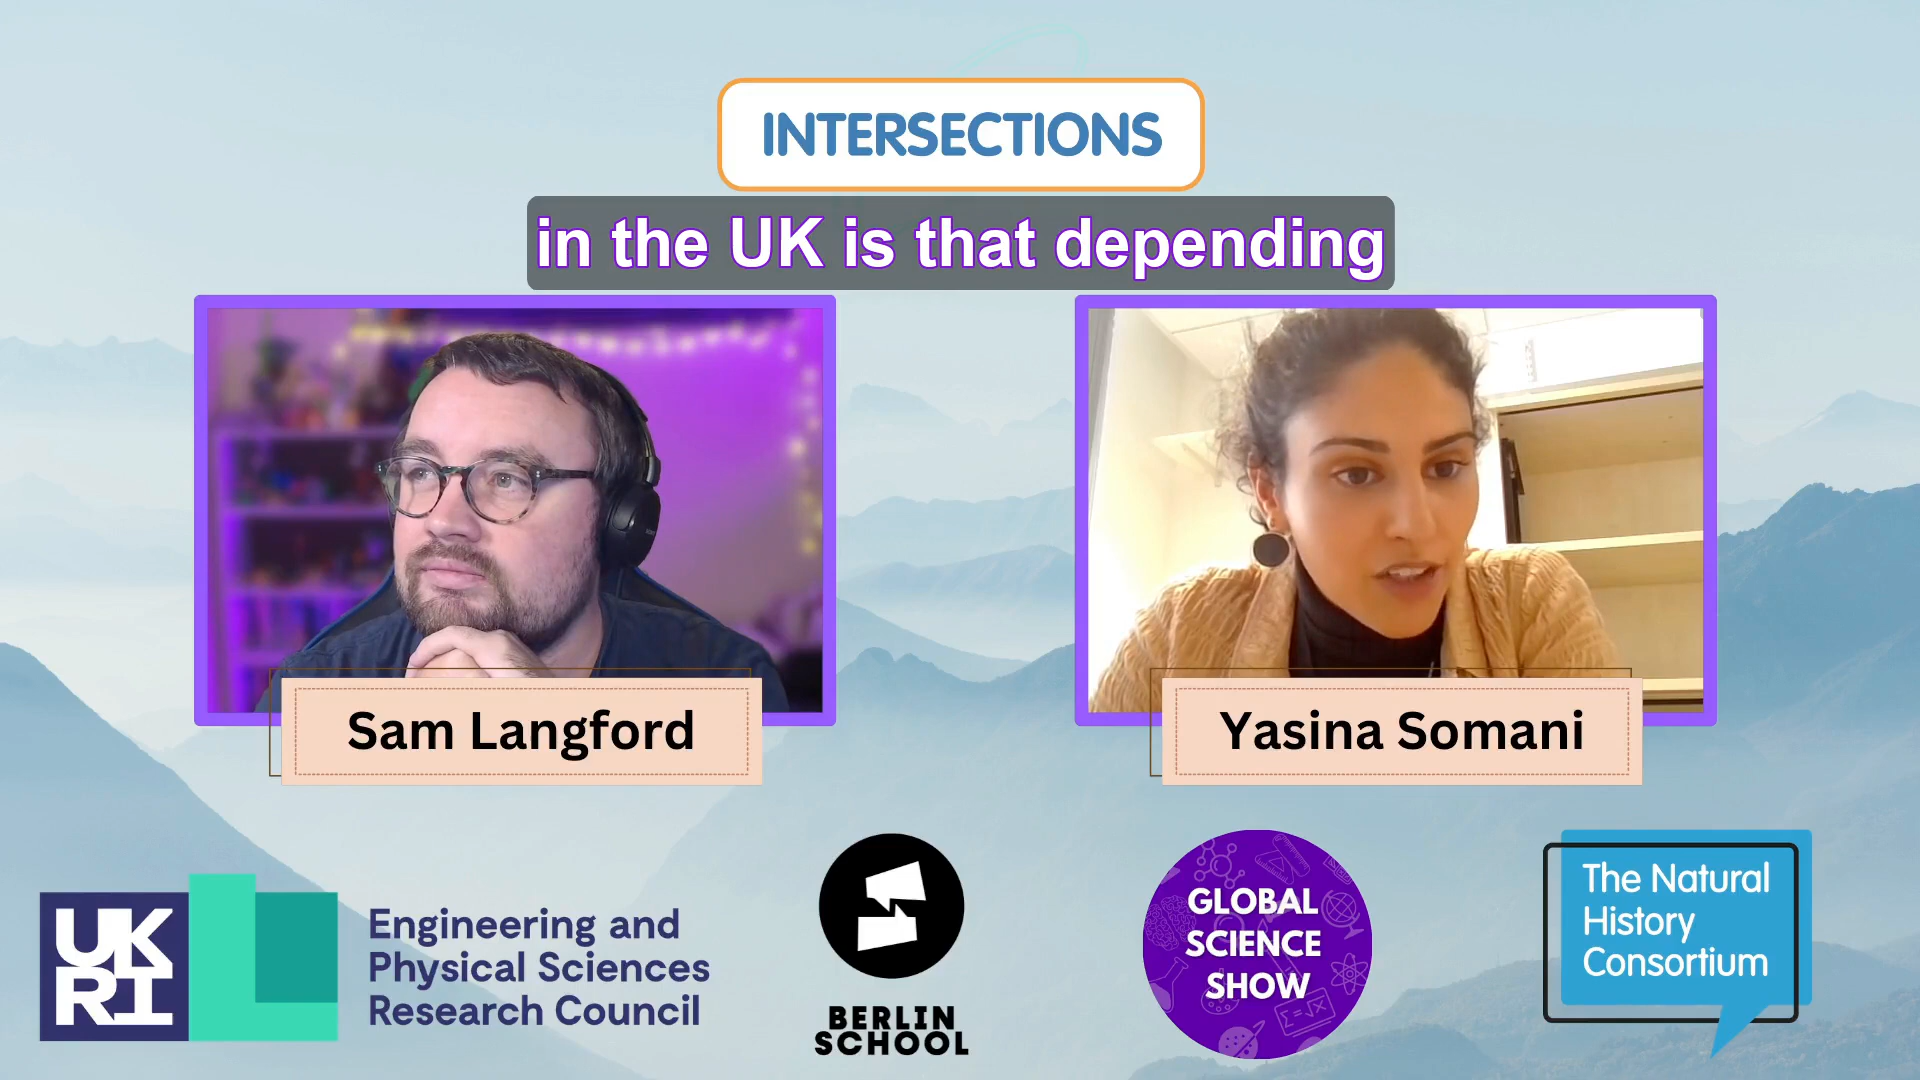 INTERSECTIONS
in the UK is that depending
Sam Langford
Yasina Somani
UK
RI
Engineering and
Physical Sciences
Research Council
BERLIN
SCHOOL
GLOBAL
SCIENCE
SHOW
The Natural
History
Consortium